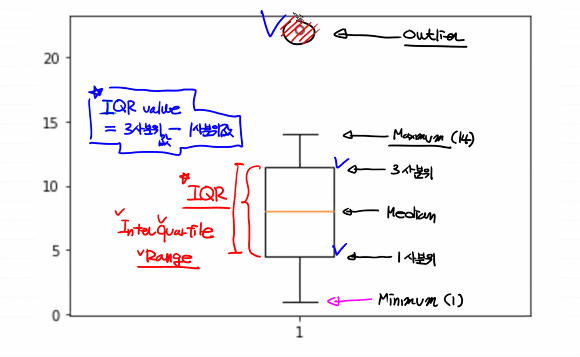 Outlier
20
IQR value
= 3사분위값 - 1사분위값
15
Maximum (14)
3사분위
10
IQR
Median
InterQuartile
Range
5
1사분위
Minimum (1)
0
1